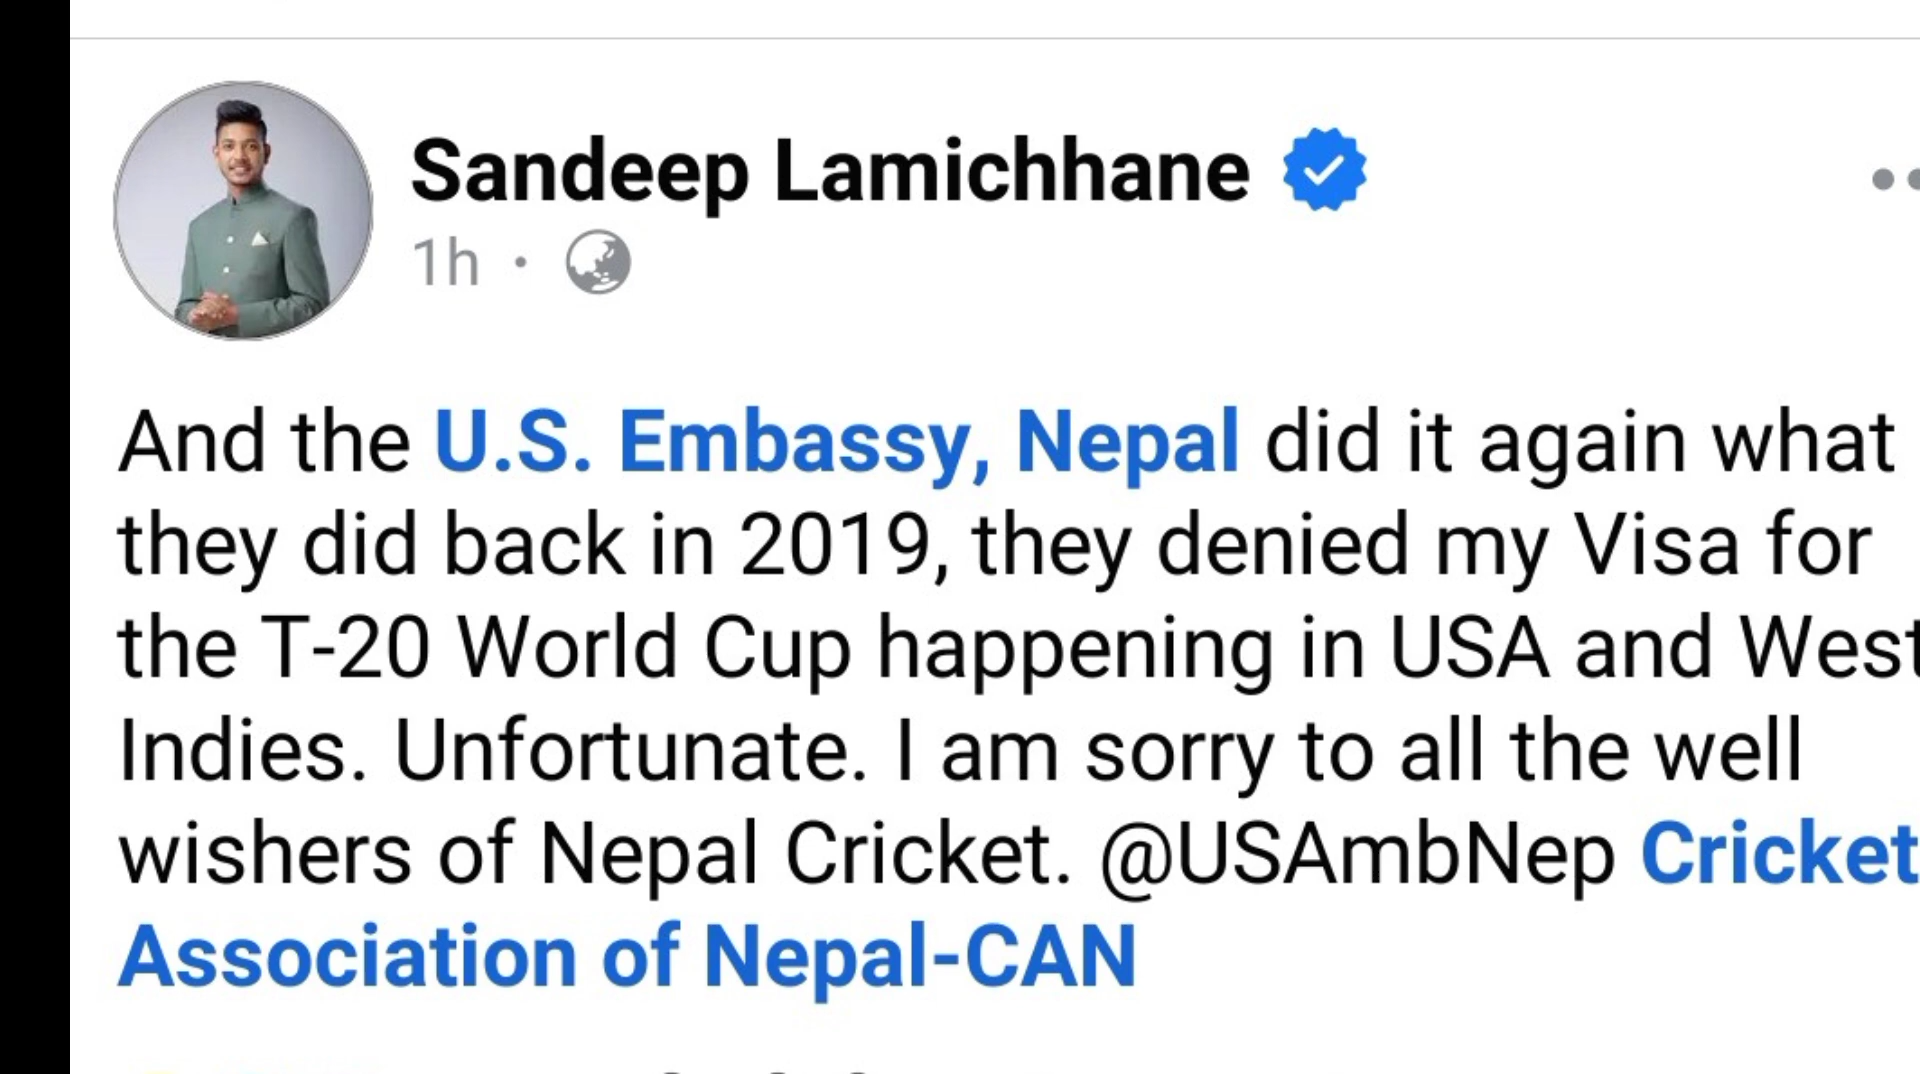 Sandeep Lamichhane
1h ·
And the U.S. Embassy, Nepal did it again what
they did back in 2019, they denied my Visa for
the T-20 World Cup happening in USA and West
Indies. Unfortunate. I am sorry to all the well
wishers of Nepal Cricket. @USAmbNep Cricket
Association of Nepal-CAN